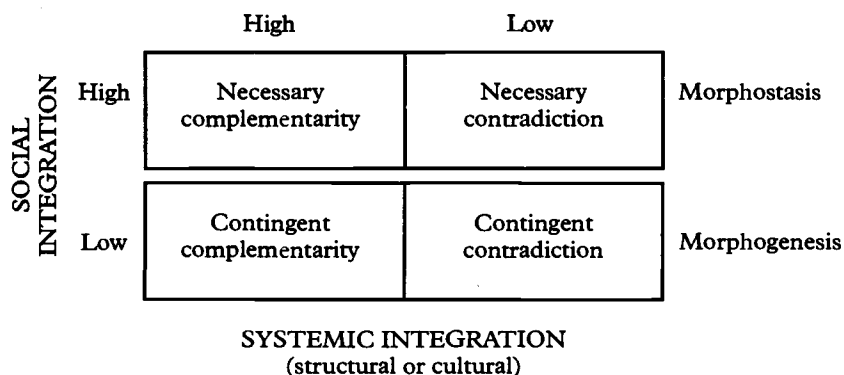 High Low
SOCIAL
INTEGRATION
High
Necessary
complementarity
Necessary
contradiction
Morphostasis
Low
Contingent
complementarity
Contingent
contradiction
Morphogenesis
SYSTEMIC INTEGRATION
(structural or cultural)